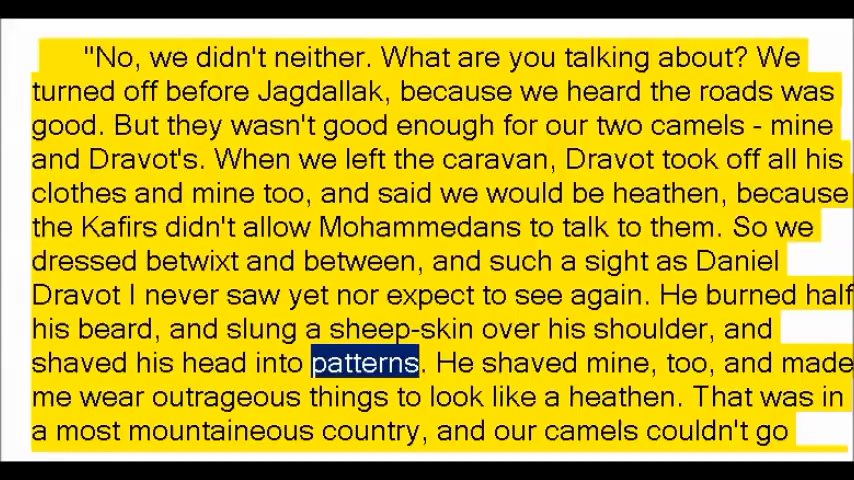 "No, we didn't neither. What are you talking about? We
turned off before Jagdallak, because we heard the roads was
good. But they wasn't good enough for our two camels - mine
and Dravot's. When we left the caravan, Dravot took off all his
clothes and mine too, and said we would be heathen, because
the Kafirs didn't allow Mohammedans to talk to them. So we
dressed betwixt and between, and such a sight as Daniel
Dravot I never saw yet nor expect to see again. He burned half
his beard, and slung a sheep-skin over his shoulder, and
shaved his head into patterns. He shaved mine, too, and made
me wear outrageous things to look like a heathen. That was in
a most mountaineous country, and our camels couldn't go